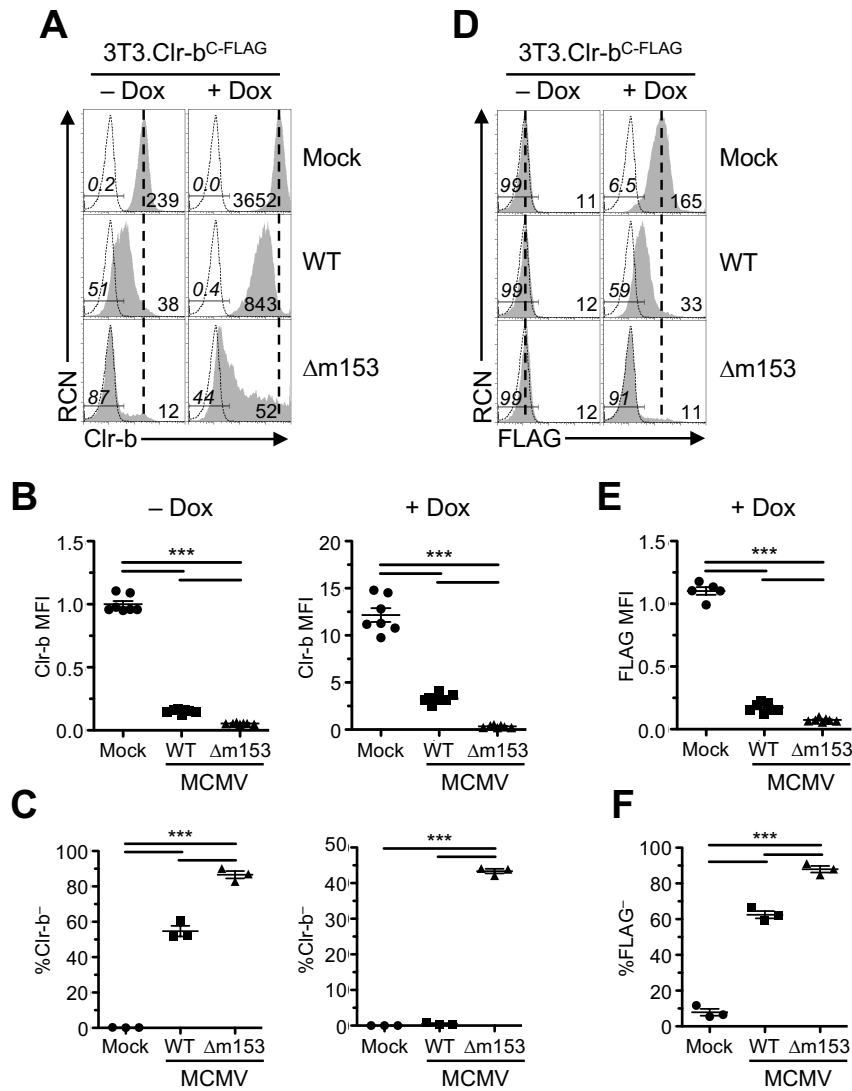 A
3T3.Clr-bC-FLAG
– Dox
+ Dox
0.2
239
0.0
3652
Mock
51
38
0.4
843
WT
87
12
44
52
Δm153
RCN
Clr-b
D
3T3.Clr-bC-FLAG
– Dox
+ Dox
99
11
6.5
165
Mock
99
12
59
33
WT
99
12
91
11
Δm153
RCN
FLAG
B
– Dox
***
1.5
1.0
0.5
0.0
Clr-b MFI
Mock
WT
Δm153
MCMV
+ Dox
***
20
15
10
5
0
Clr-b MFI
Mock
WT
Δm153
MCMV
E
+ Dox
***
1.5
1.0
0.5
0.0
FLAG MFI
Mock
WT
Δm153
MCMV
C
***
100
80
60
40
20
0
%Clr-b–
Mock
WT
Δm153
MCMV
***
50
40
30
20
10
0
%Clr-b–
Mock
WT
Δm153
MCMV
F
***
100
80
60
40
20
0
%FLAG–
Mock
WT
Δm153
MCMV